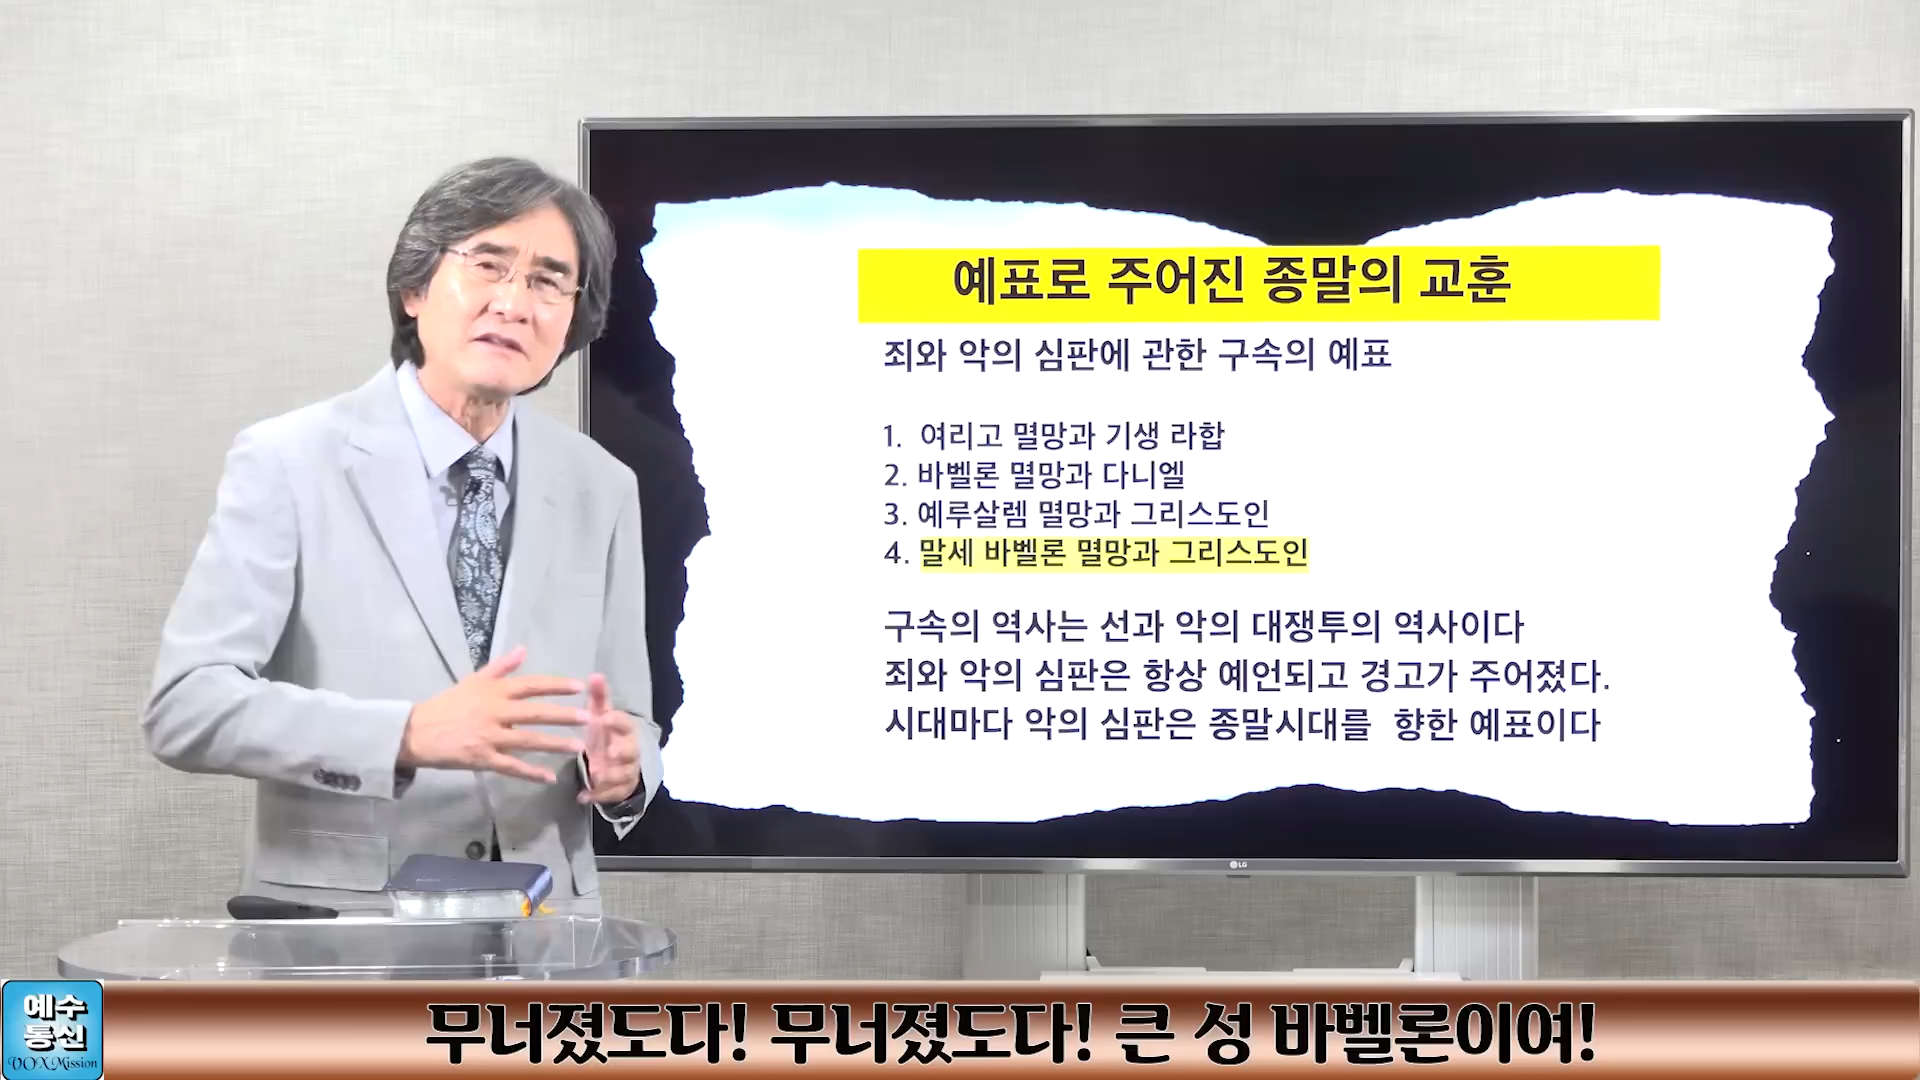 예표로 주어진 종말의 교훈
죄와 악의 심판에 관한 구속의 예표
1. 여리고 멸망과 기생 라합
2. 바벨론 멸망과 다니엘
3. 예루살렘 멸망과 그리스도인
4. 말세 바벨론 멸망과 그리스도인
구속의 역사는 선과 악의 대쟁투의 역사이다
죄와 악의 심판은 항상 예언되고 경고가 주어졌다.
시대마다 악의 심판은 종말시대를 향한 예표이다
LG
예수
통신
VOX Mission
무너졌도다! 무너졌도다! 큰 성 바벨론이여!